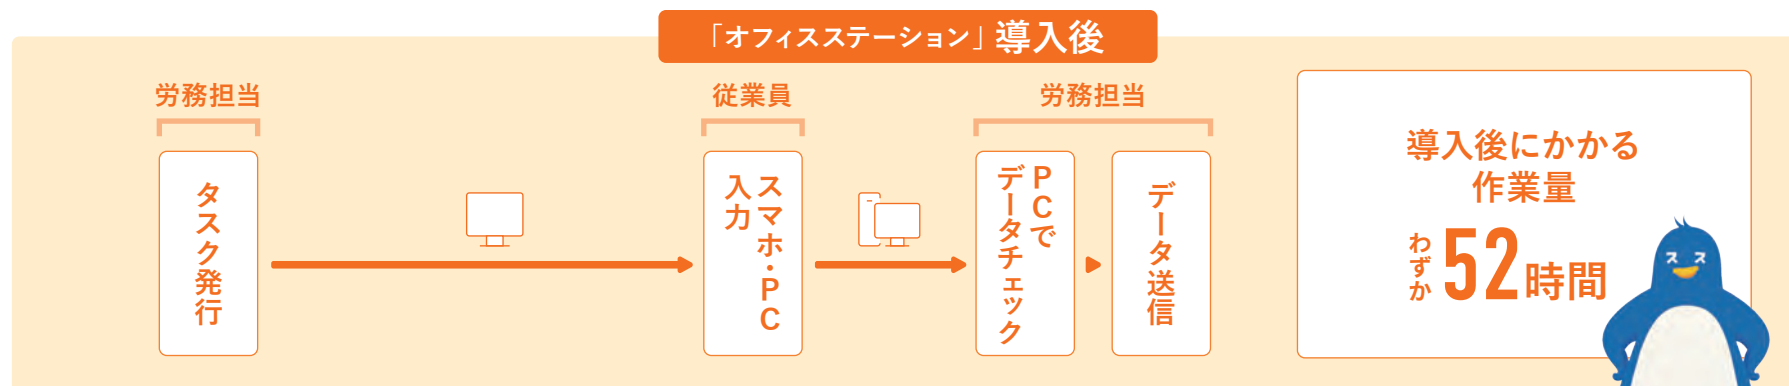 「オフィスステーション」導入後
労務担当
従業員
労務担当
タスク発行
スマホ・PC
入力
PCで
データチェック
データ送信
導入後にかかる
作業量
わずか52時間
スス